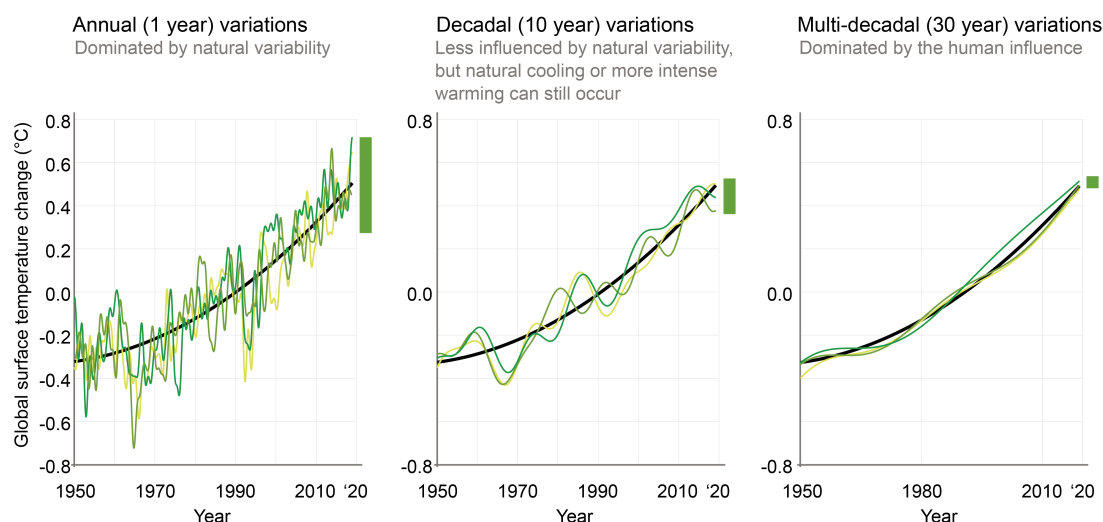 Annual (1 year) variations
Dominated by natural variability
Decadal (10 year) variations
Less influenced by natural variability,
but natural cooling or more intense
warming can still occur
Multi-decadal (30 year) variations
Dominated by the human influence
Global surface temperature change (°C)
0.8
0.6
0.4
0.2
0.0
-0.2
-0.4
-0.6
-0.8
1950 1970 1990 2010 ‘20
Year
0.8
0.0
-0.8
1950 1970 1990 2010 ‘20
Year
0.8
0.0
-0.8
1950 1980 2010 ‘20
Year